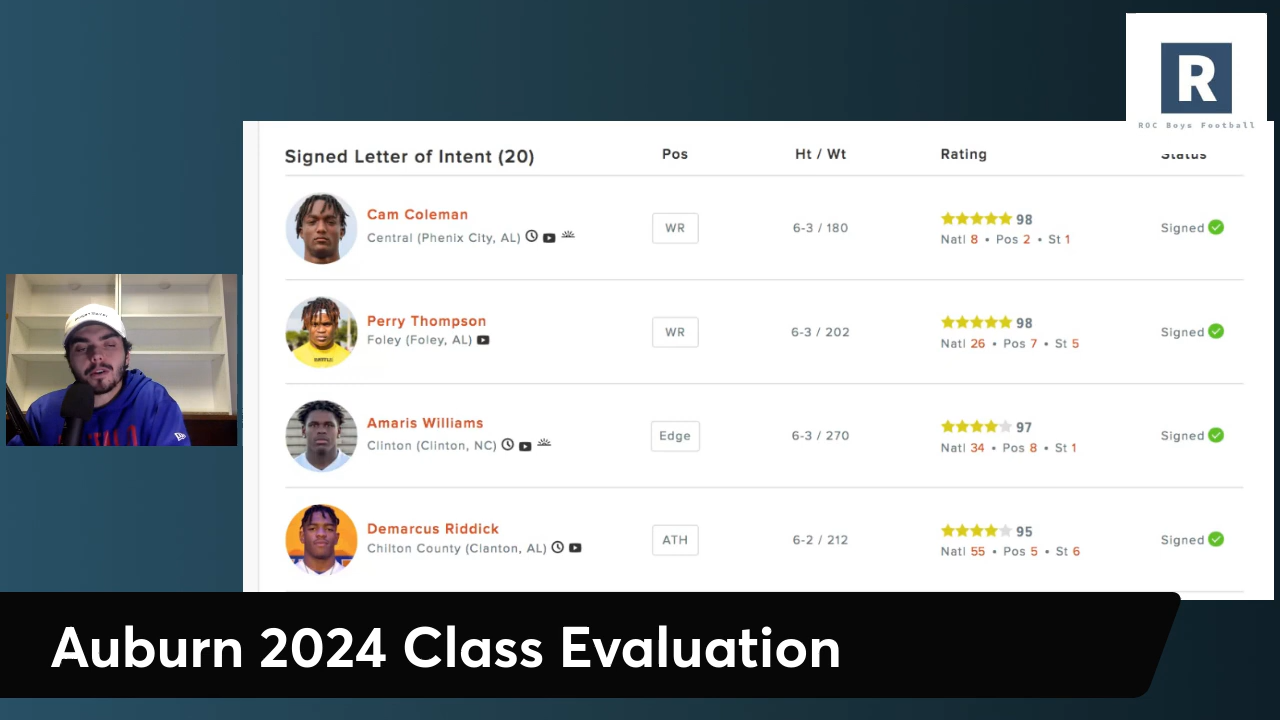 R
ROC Boys Football
Signed Letter of Intent (20) Pos Ht / Wt Rating Status
Cam Coleman
Central (Phenix City, AL)
WR
6-3 / 180
98
Natl 8 • Pos 2 • St 1
Signed
Perry Thompson
Foley (Foley, AL)
WR
6-3 / 202
98
Natl 26 • Pos 7 • St 5
Signed
Amaris Williams
Clinton (Clinton, NC)
Edge
6-3 / 270
97
Natl 34 • Pos 8 • St 1
Signed
Demarcus Riddick
Chilton County (Clanton, AL)
ATH
6-2 / 212
95
Natl 55 • Pos 5 • St 6
Signed
Auburn 2024 Class Evaluation